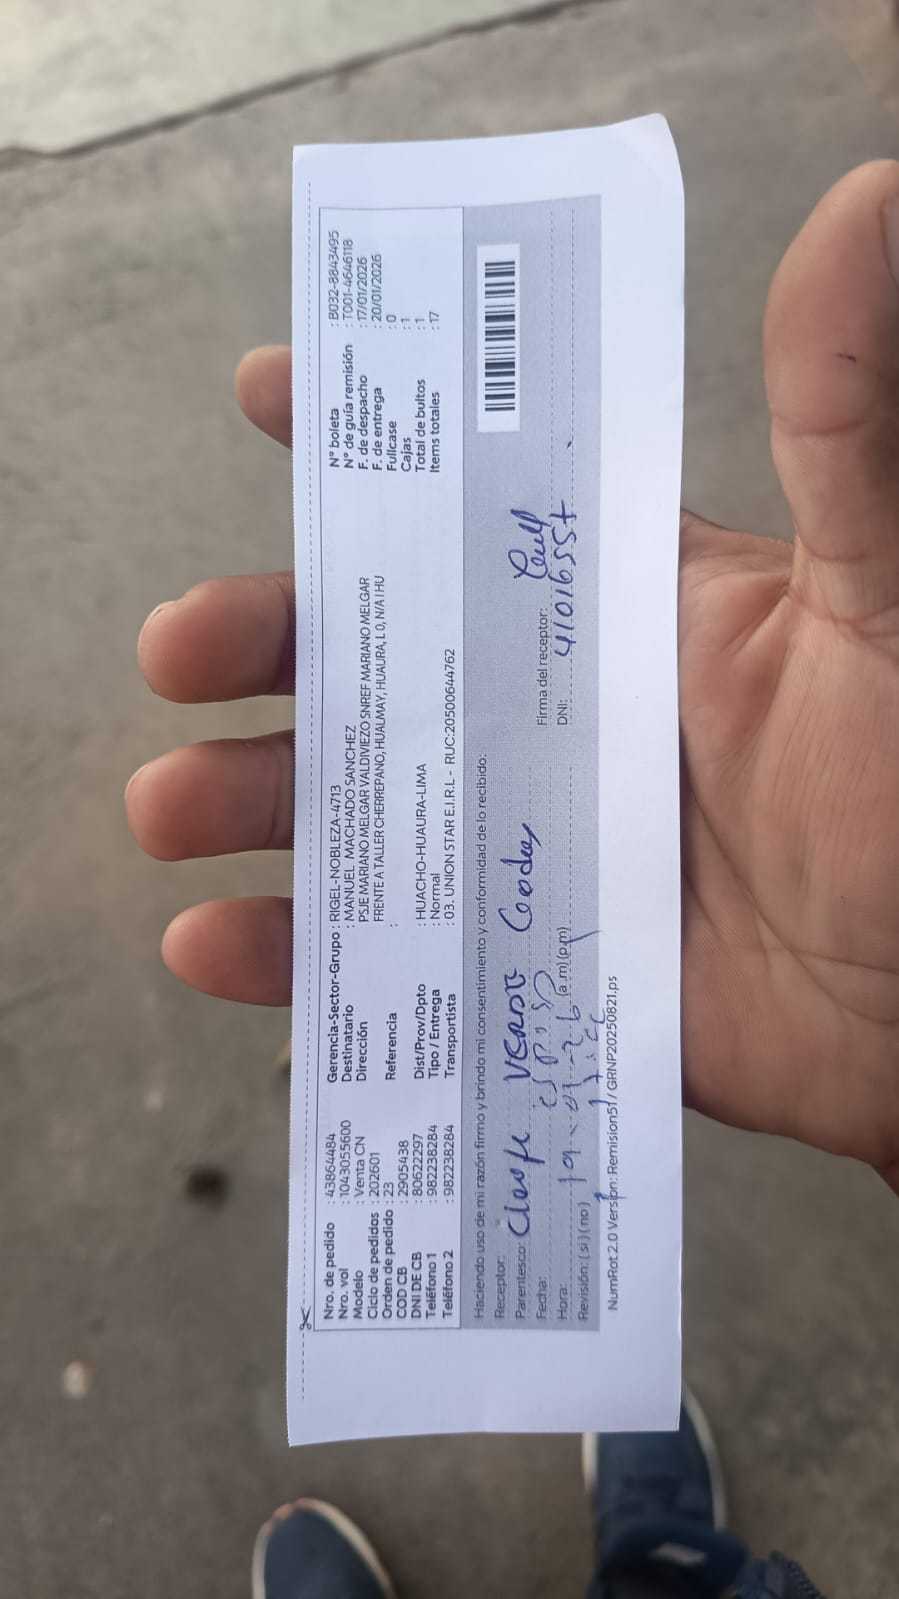 Nro. de pedido : 43864484
Nro. vol : 1043055600
Modelo : Venta CN
Ciclo de pedidos : 202601
Orden de pedido : 23
COD CB : 2905438
DNI DE CB : 80622297
Teléfono 1 : 982238284
Teléfono 2 : 982238284
Gerencia-Sector-Grupo : RIGEL-NOBLEZA-4713
Destinatario : MANUEL MACHADO SANCHEZ
Dirección PSJE MARIANO MELGAR VALDIVIEZO SNREF MARIANO MELGAR
FRENTE A TALLER CHERREPANO, HUALMAY, HUAURA, L 0, N/A I HU
Referencia :
Dist/Prov/Dpto : HUACHO-HUAURA-LIMA
Tipo / Entrega : Normal
Transportista : 03. UNION STAR E.I.R.L - RUC:20500644762
N° boleta : B032-8843495
N° de guía remisión : T001-4646118
F. de despacho : 17/01/2026
F. de entrega : 20/01/2026
Fullcase : 0
Cajas : 1
Total de bultos : 1
Items totales : 17
Haciendo uso de mi razón firmo y brindo mi consentimiento y conformidad de lo recibido:
Receptor:
Parentesco:
Fecha:
Hora: (a.m) (p.m)
Revisión: (si) (no)
Firma del receptor:
DNI:
NumRot 2.0 Version: Remision51 / GRNP20250821.ps